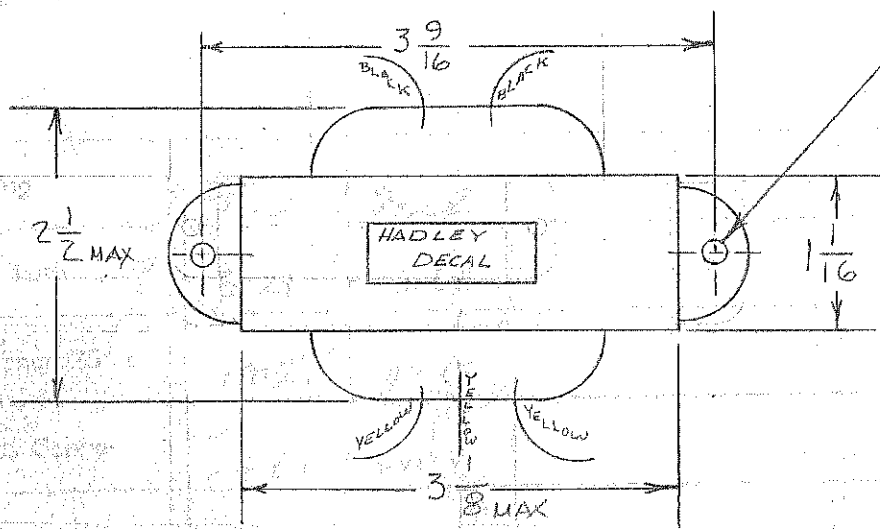 3 9/16
BLACK
BLACK
2 1/2 MAX
HADLEY
DECAL
1 1/16
YELLOW
YELLOW
YELLOW
3 1/8 MAX